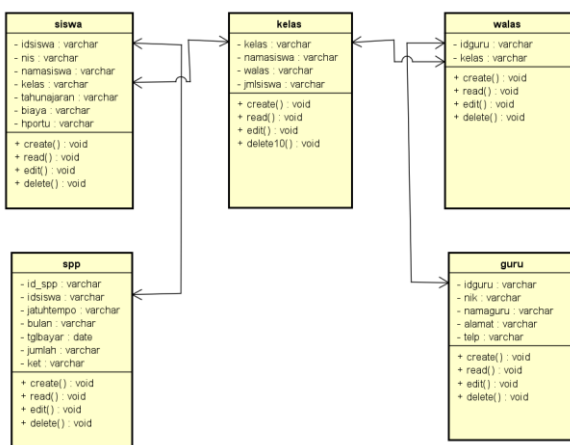 siswa
- idsiswa : varchar
- nis : varchar
- namasiswa : varchar
- kelas : varchar
- tahunajaran : varchar
- biaya : varchar
- hportu : varchar
+ create() : void
+ read() : void
+ edit() : void
+ delete() : void
kelas
- kelas : varchar
- namasiswa : varchar
- walas : varchar
- jmlsiswa : varchar
+ create() : void
+ read() : void
+ edit() : void
+ delete10() : void
walas
- idguru : varchar
- kelas : varchar
+ create() : void
+ read() : void
+ edit() : void
+ delete() : void
spp
- id_spp : varchar
- idsiswa : varchar
- jatuhtempo : varchar
- bulan : varchar
- tglbayar : date
- jumlah : varchar
- ket : varchar
+ create() : void
+ read() : void
+ edit() : void
+ delete() : void
guru
- idguru : varchar
- nik : varchar
- namaguru : varchar
- alamat : varchar
- telp : varchar
+ create() : void
+ read() : void
+ edit() : void
+ delete() : void